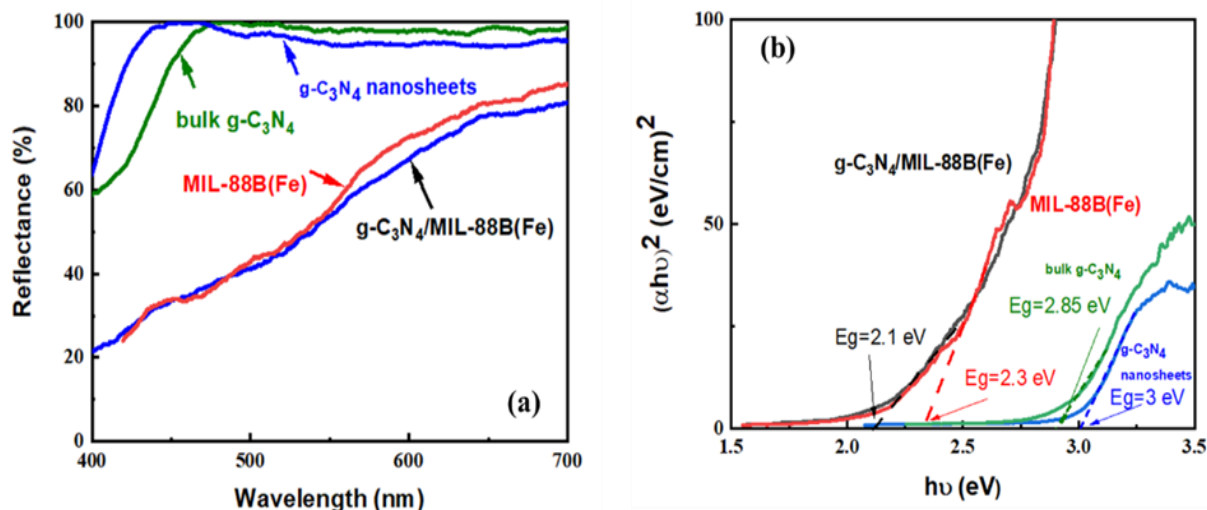 100
80
60
40
20
0
Reflectance (%)
g-C₃N₄ nanosheets
bulk g-C₃N₄
MIL-88B(Fe)
g-C₃N₄/MIL-88B(Fe)
(a)
400
500
600
700
Wavelength (nm)
(b)
100
50
0
(αhυ)² (eV/cm)²
g-C₃N₄/MIL-88B(Fe)
MIL-88B(Fe)
bulk g-C₃N₄
Eg=2.85 eV
Eg=2.1 eV
g-C₃N₄
nanosheets
Eg=2.3 eV
Eg=3 eV
1.5
2.0
2.5
3.0
3.5
hυ (eV)